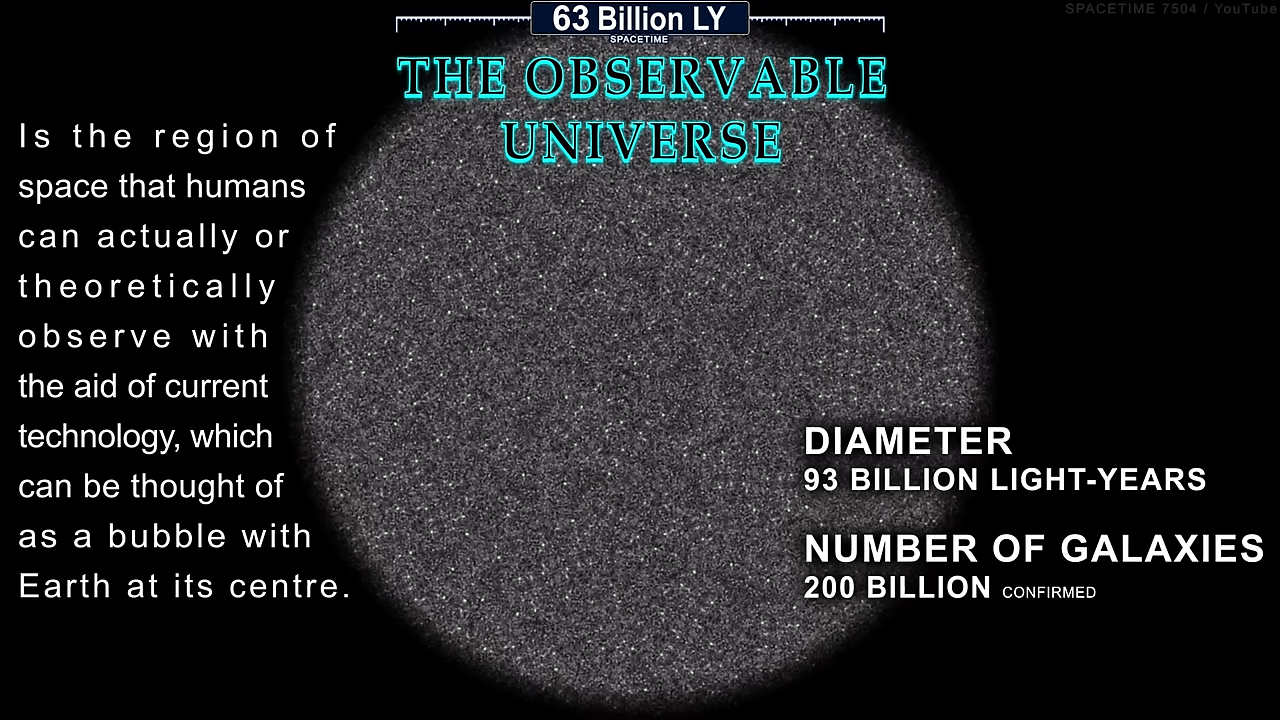 SPACETIME 7504 / YouTube
63 Billion LY
SPACETIME
THE OBSERVABLE
UNIVERSE
Is the region of
space that humans
can actually or
theoretically
observe with
the aid of current
technology, which
can be thought of
as a bubble with
Earth at its centre.
DIAMETER
93 BILLION LIGHT-YEARS
NUMBER OF GALAXIES
200 BILLION CONFIRMED